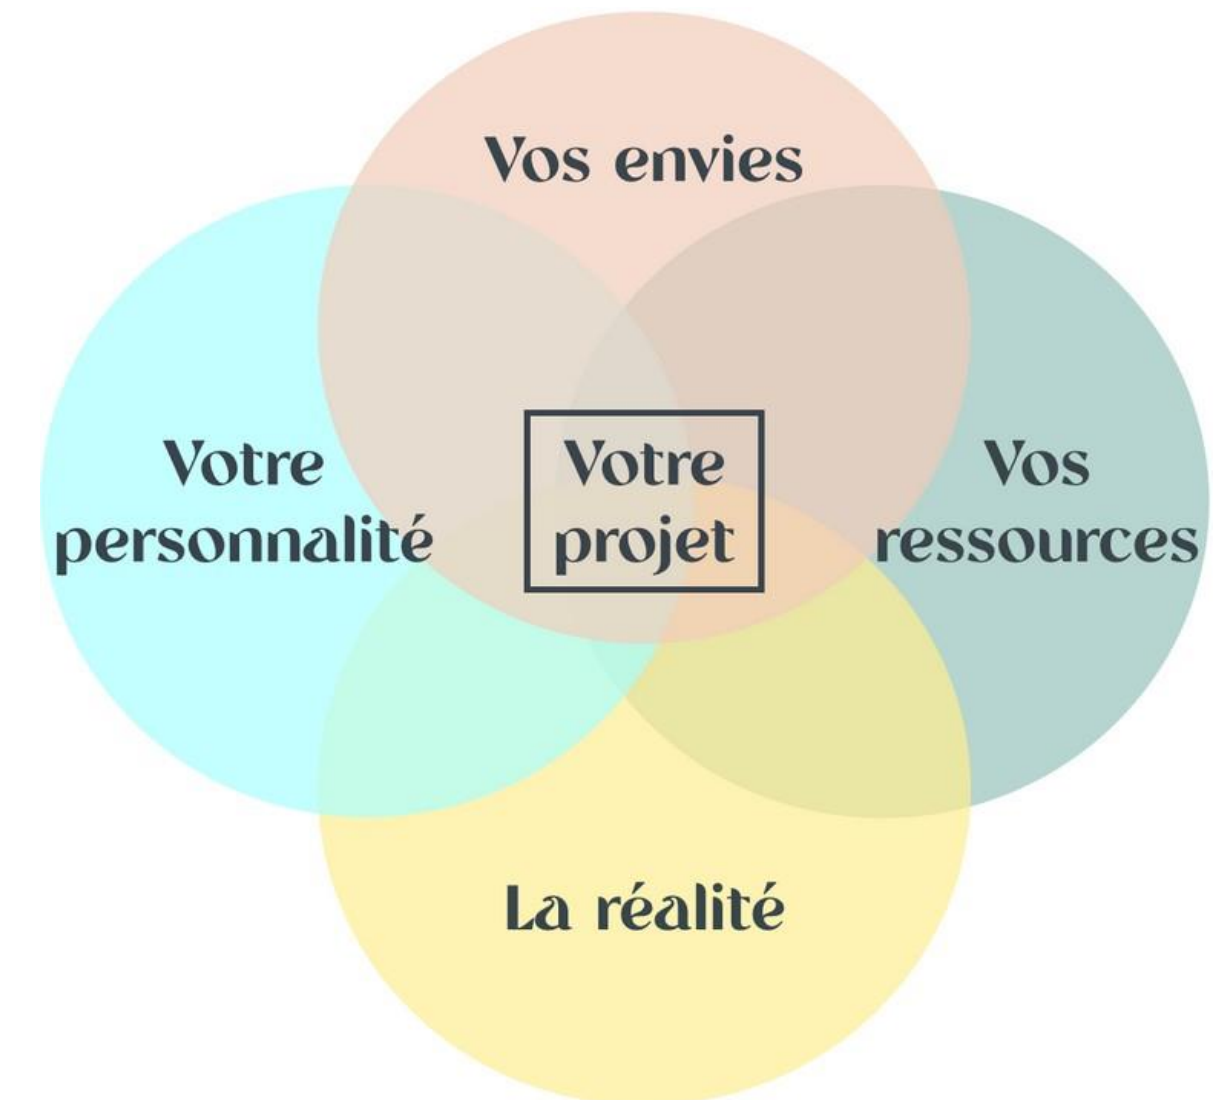 Vos envies
Votre
personnalité
Votre
projet
Vos
ressources
La réalité